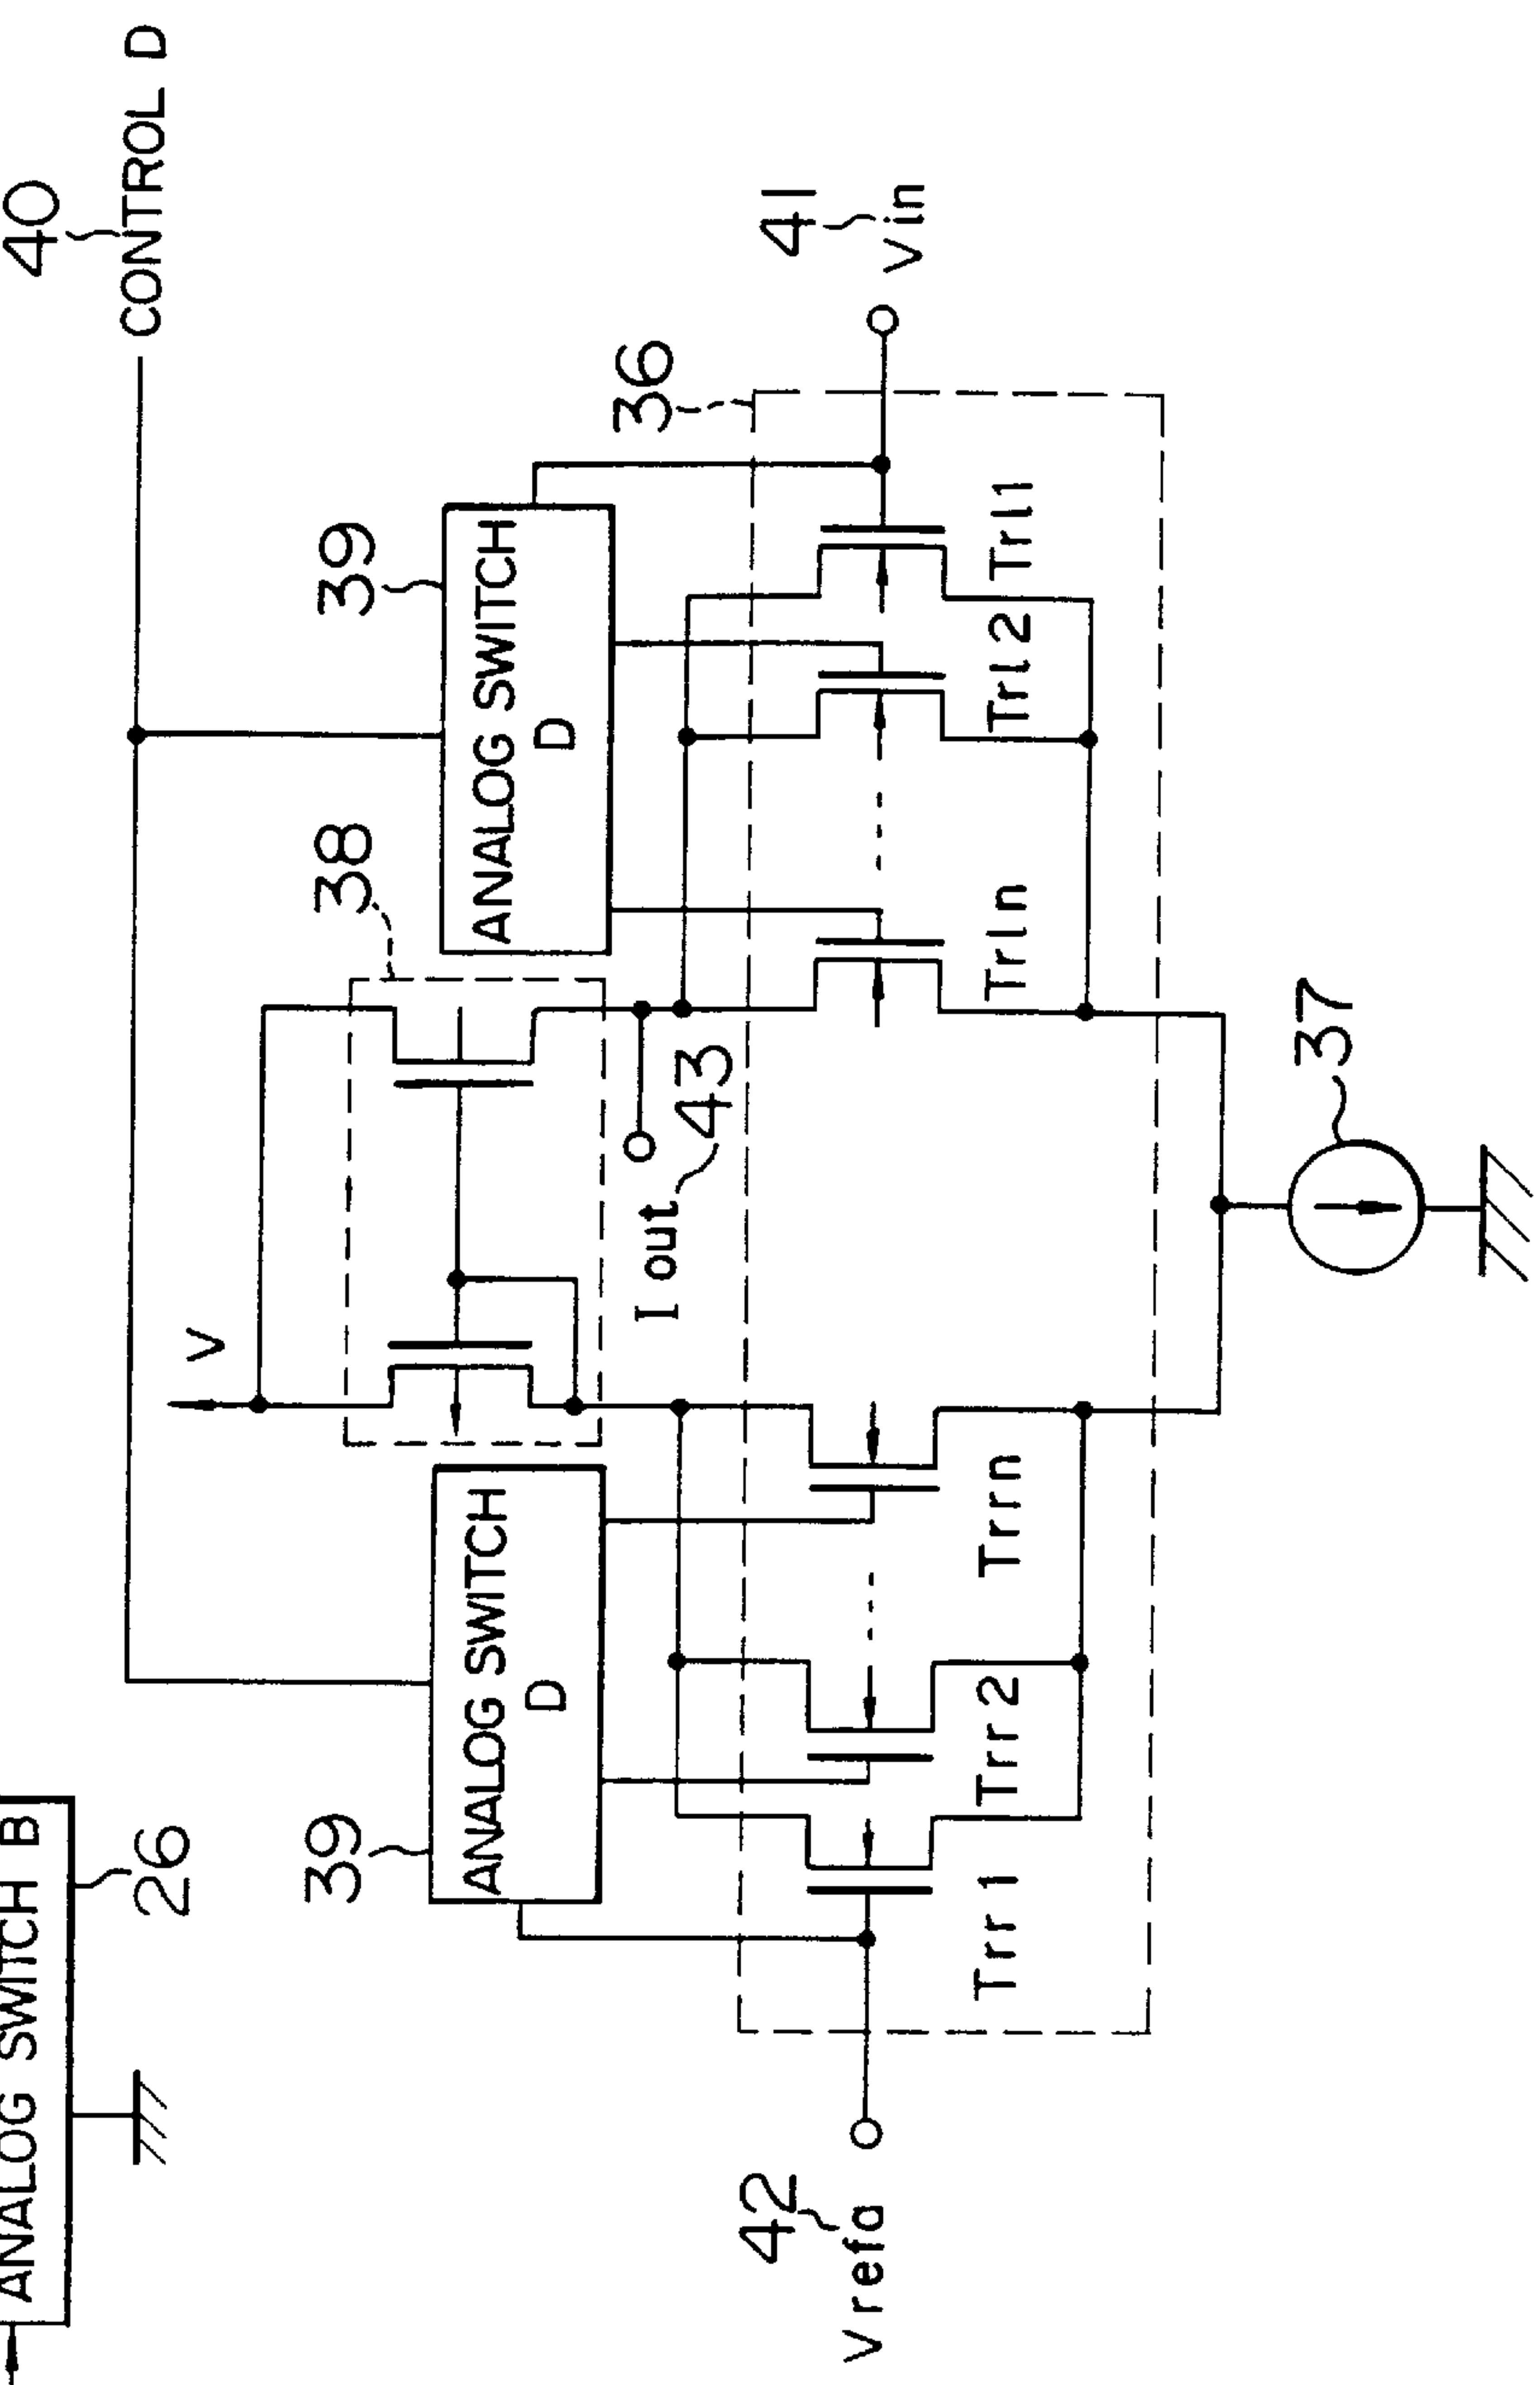 ANALOG SWITCH B
26
40
CONTROL D
V
38
39
ANALOG SWITCH
D
39
ANALOG SWITCH
D
I out
43
36
42
Vrefa
41
Vin
Trr1
Trr2
Trrn
Trln
Trl2
Trl1
37